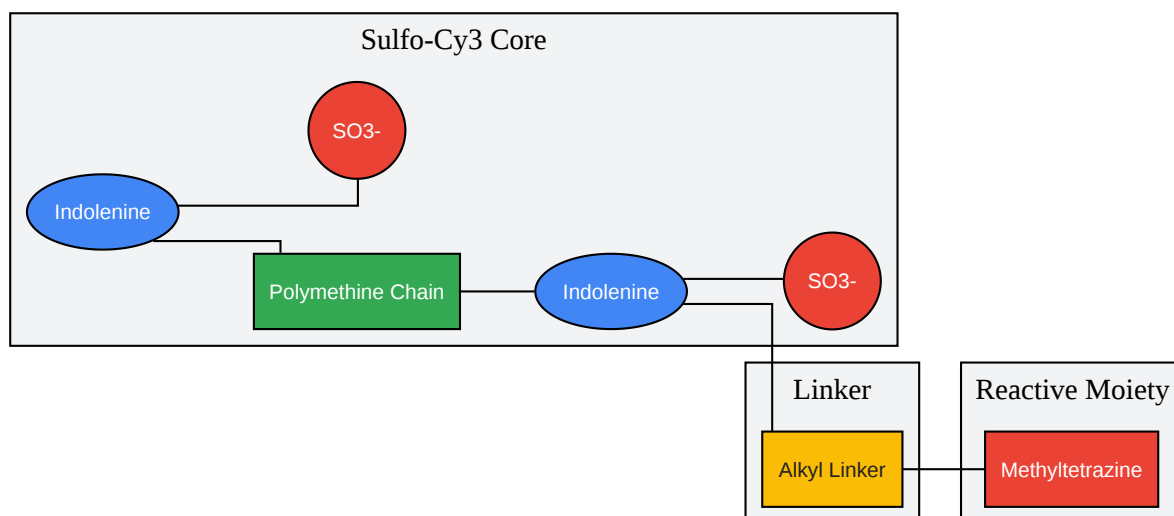 Sulfo-Cy3 Core
SO3-
Indolenine
Polymethine Chain
Indolenine
SO3-
Linker
Reactive Moiety
Alkyl Linker
Methyltetrazine